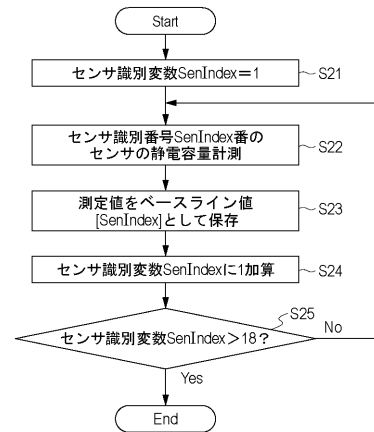 Start
センサ識別変数SenIndex＝1
S21
センサ識別番号SenIndex番の
センサの静電容量計測
S22
測定値をベースライン値
[SenIndex]として保存
S23
センサ識別変数SenIndexに1加算
S24
S25
センサ識別変数SenIndex＞18？
No
Yes
End